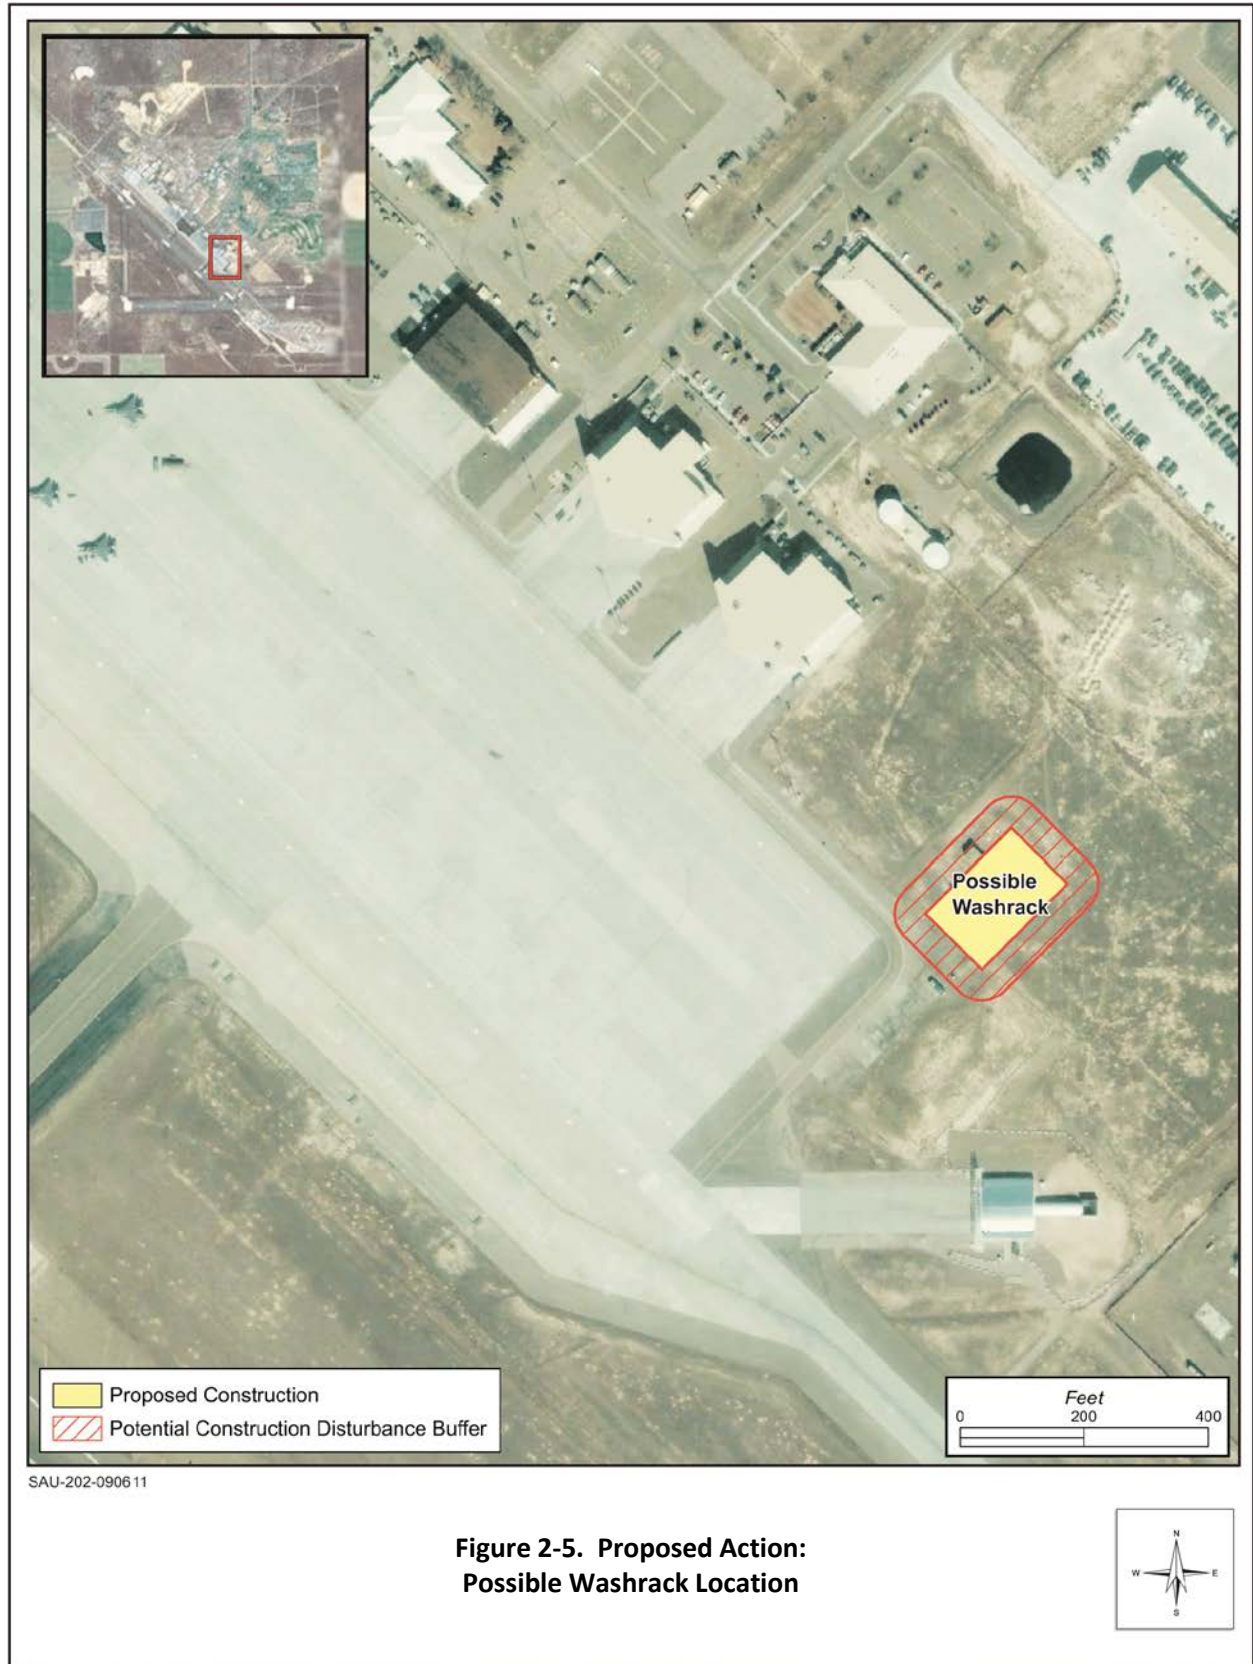 Possible
Washrack
Proposed Construction
Potential Construction Disturbance Buffer
Feet
0 200 400
SAU-202-090611
Figure 2-5. Proposed Action:
Possible Washrack Location
N
W E
S